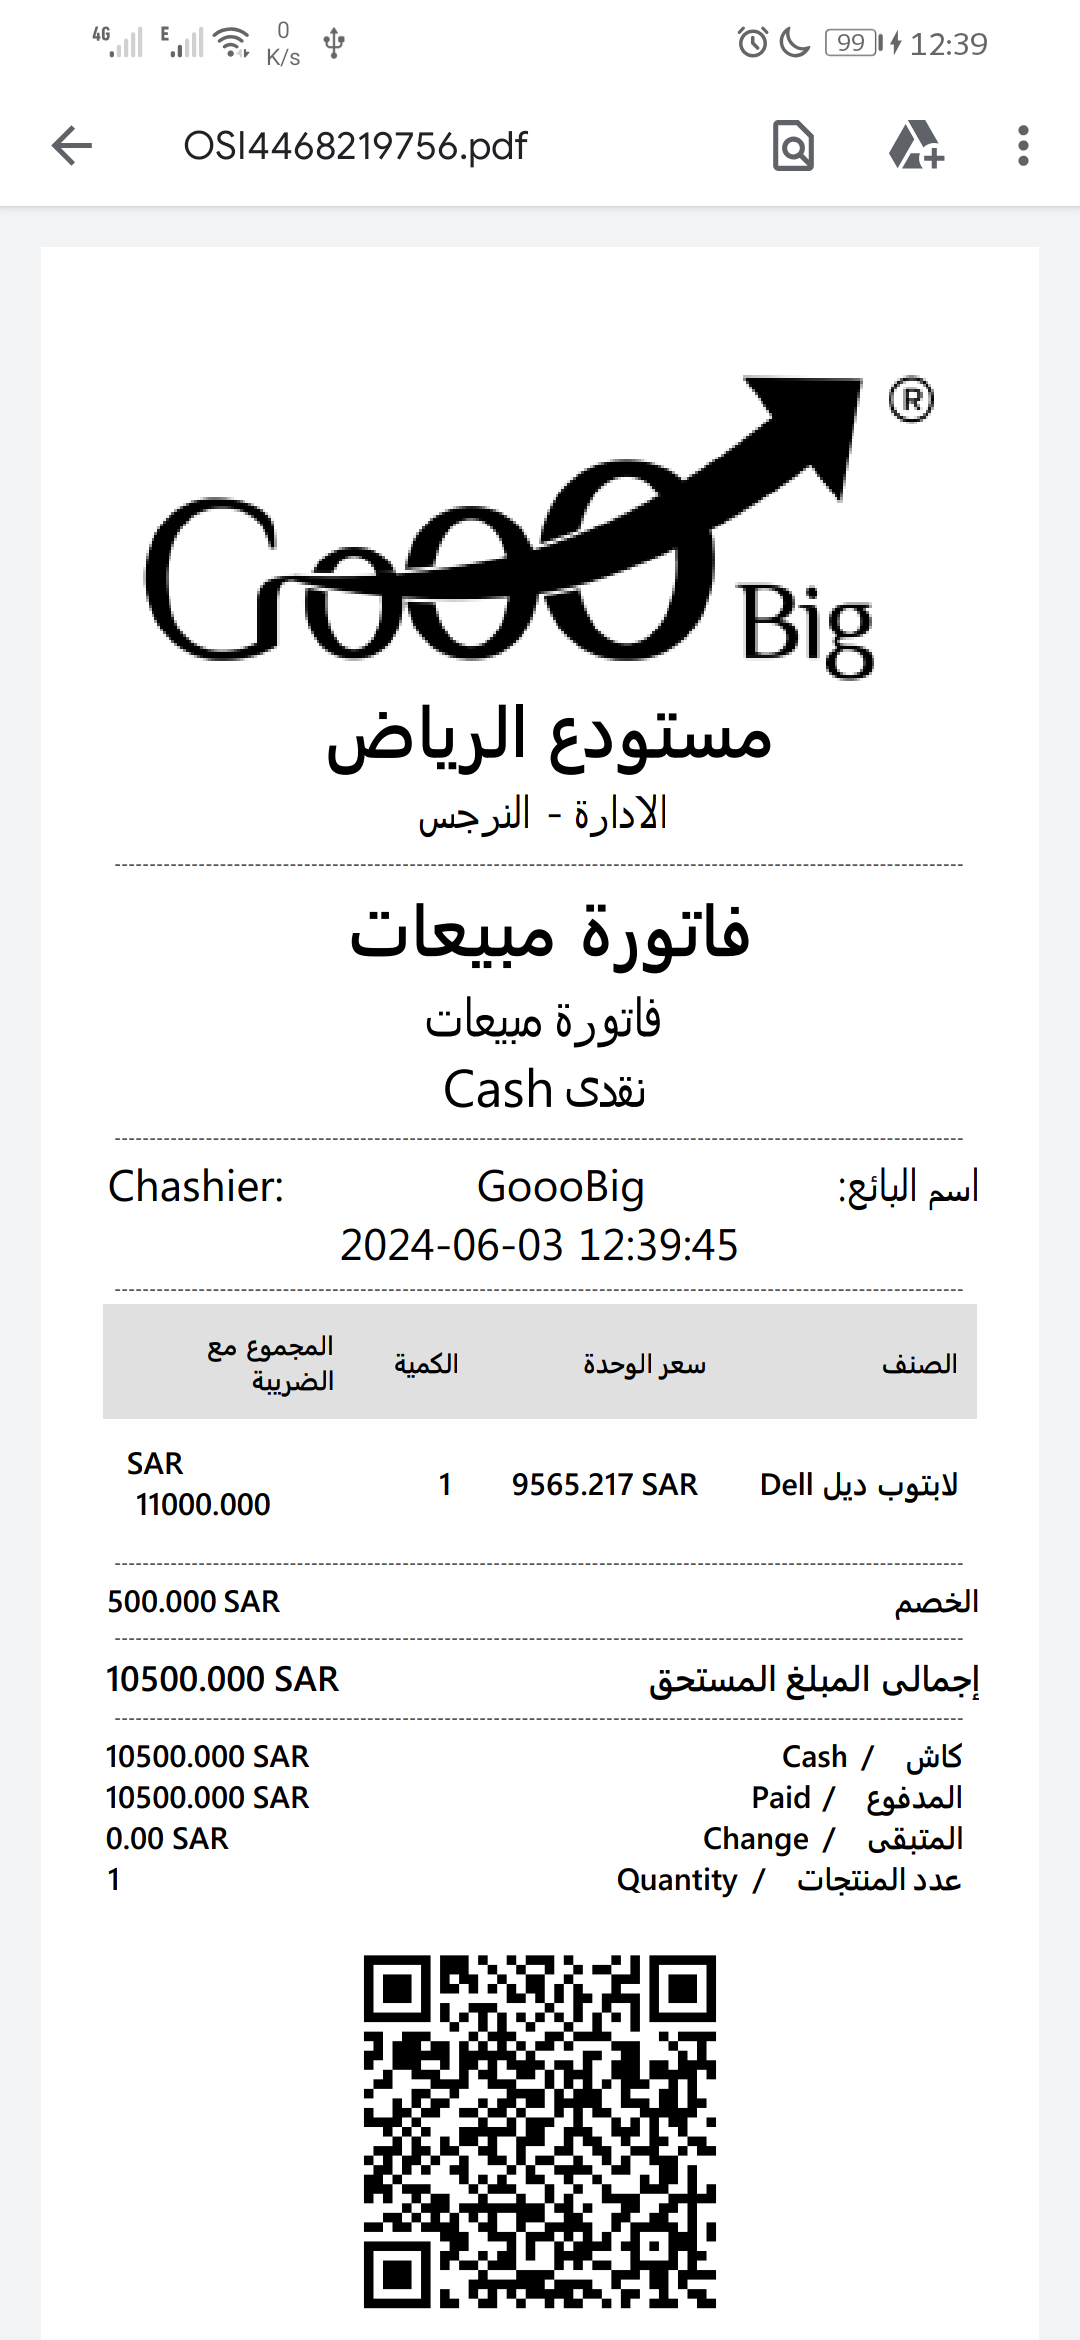 4G E 0 K/s 99 12:39
OSI4468219756.pdf
GoooBig ®
مستودع الرياض
الادارة - النرجس
فاتورة مبيعات
فاتورة مبيعات
نقدى Cash
Chashier: GoooBig اسم البائع:
2024-06-03 12:39:45
الصنف سعر الوحدة الكمية المجموع مع الضريبة
لابتوب ديل Dell 9565.217 SAR 1 SAR 11000.000
الخصم 500.000 SAR
إجمالى المبلغ المستحق 10500.000 SAR
كاش / Cash 10500.000 SAR
المدفوع / Paid 10500.000 SAR
المتبقى / Change 0.00 SAR
عدد المنتجات / Quantity 1